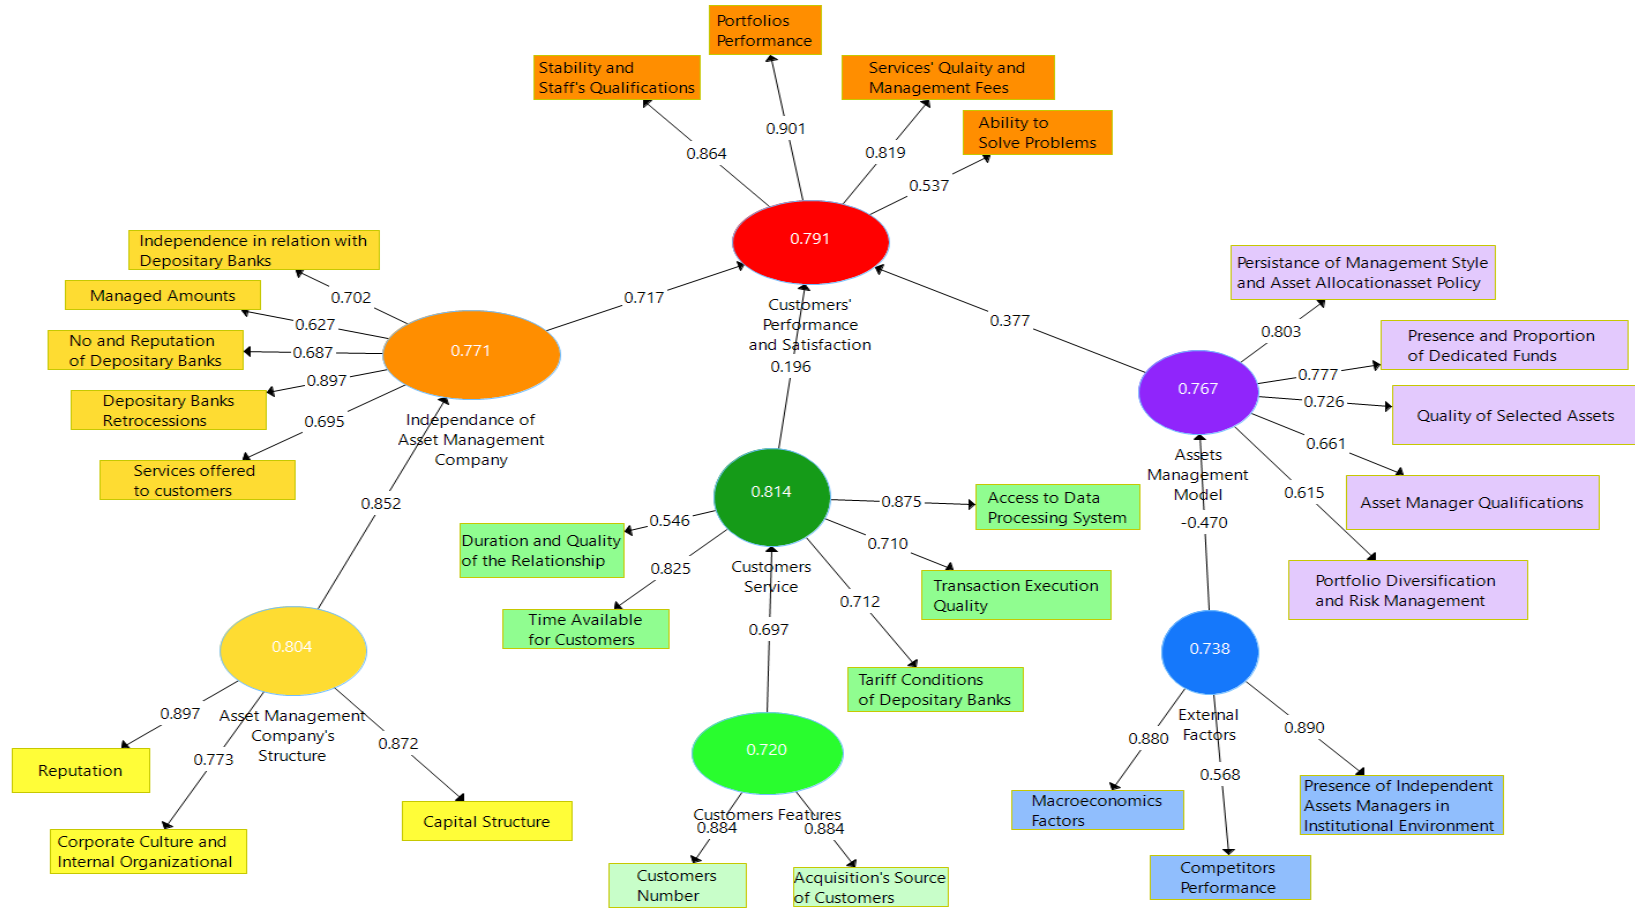 Portfolios
Performance
Stability and
Staff's Qualifications
Services' Qulaity and
Management Fees
Ability to
Solve Problems
0.901
0.864
0.819
0.537
0.791
Customers'
Performance
and Satisfaction
0.717
0.196
0.377
Independence in relation with
Depositary Banks
Managed Amounts
No and Reputation
of Depositary Banks
Depositary Banks
Retrocessions
Services offered
to customers
0.702
0.627
0.687
0.897
0.695
0.771
Independance of
Asset Management
Company
0.852
0.804
Asset Management
Company's
Structure
0.897
0.773
0.872
Reputation
Corporate Culture and
Internal Organizational
Capital Structure
0.814
Customers
Service
0.546
0.825
0.875
0.710
0.712
Duration and Quality
of the Relationship
Time Available
for Customers
Access to Data
Processing System
Transaction Execution
Quality
Tariff Conditions
of Depositary Banks
0.697
0.720
Customers Features
0.884
0.884
Customers
Number
Acquisition's Source
of Customers
0.767
Assets
Management
Model
0.803
0.777
0.726
0.661
0.615
Persistance of Management Style
and Asset Allocationasset Policy
Presence and Proportion
of Dedicated Funds
Quality of Selected Assets
Asset Manager Qualifications
Portfolio Diversification
and Risk Management
-0.470
0.738
External
Factors
0.880
0.568
0.890
Macroeconomics
Factors
Competitors
Performance
Presence of Independent
Assets Managers in
Institutional Environment